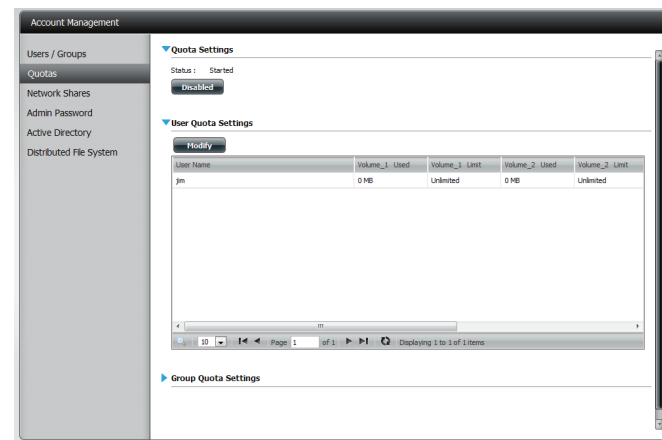 Account Management
Users / Groups
Quotas
Network Shares
Admin Password
Active Directory
Distributed File System
Quota Settings
Status : Started
Disabled
User Quota Settings
Modify
User Name Volume_1 Used Volume_1 Limit Volume_2 Used Volume_2 Limit
jim 0 MB Unlimited 0 MB Unlimited
10 Page 1 of 1 Displaying 1 to 1 of 1 items
Group Quota Settings